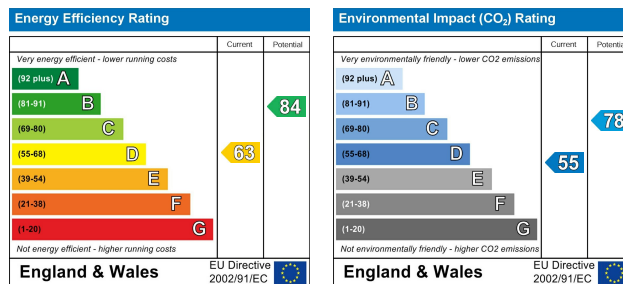 Energy Efficiency Rating
Current Potential
Very energy efficient - lower running costs
(92 plus) A
(81-91) B
84
(69-80) C
(55-68) D
63
(39-54) E
(21-38) F
(1-20) G
Not energy efficient - higher running costs
England & Wales
EU Directive
2002/91/EC
Environmental Impact (CO2) Rating
Current Potential
Very environmentally friendly - lower CO2 emissions
(92 plus) A
(81-91) B
78
(69-80) C
(55-68) D
55
(39-54) E
(21-38) F
(1-20) G
Not environmentally friendly - higher CO2 emissions
England & Wales
EU Directive
2002/91/EC